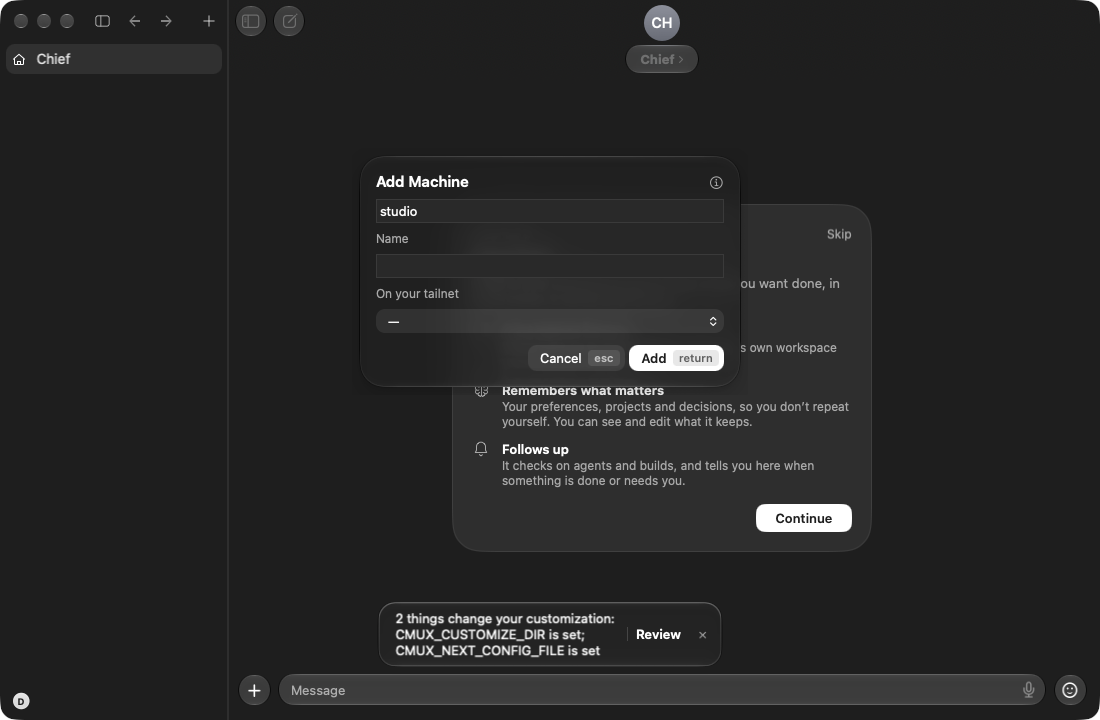 Chief
CH
Chief
Add Machine
studio
Name
On your tailnet
—
Cancel esc
Add return
Skip
ou want done, in
s own workspace
Remembers what matters
Your preferences, projects and decisions, so you don't repeat
yourself. You can see and edit what it keeps.
Follows up
It checks on agents and builds, and tells you here when
something is done or needs you.
Continue
2 things change your customization:
CMUX_CUSTOMIZE_DIR is set;
CMUX_NEXT_CONFIG_FILE is set
Review
Message
D